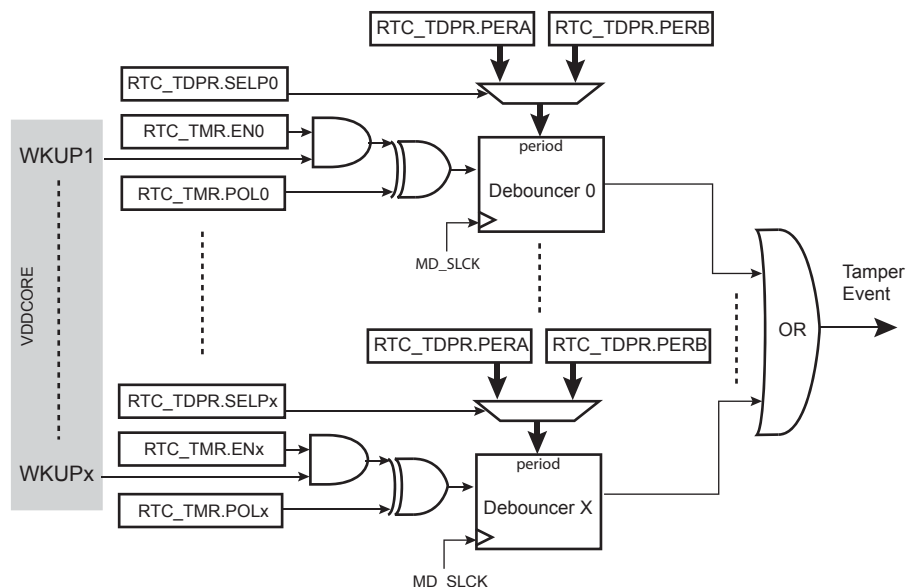 RTC_TDPR.PERA
RTC_TDPR.PERB
RTC_TDPR.SELP0
RTC_TMR.EN0
WKUP1
RTC_TMR.POL0
period
Debouncer 0
MD_SLCK
VDDCORE
OR
Tamper
Event
RTC_TDPR.PERA
RTC_TDPR.PERB
RTC_TDPR.SELPx
RTC_TMR.ENx
WKUPx
RTC_TMR.POLx
period
Debouncer X
MD_SLCK